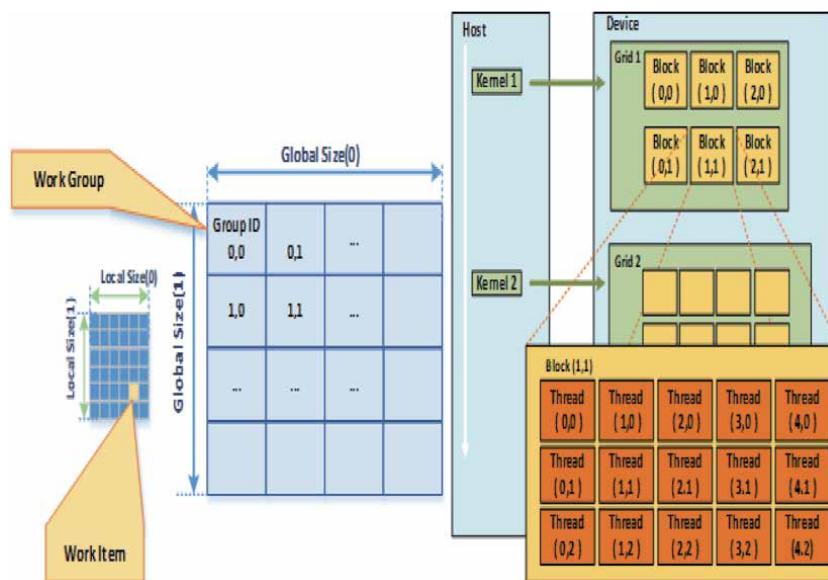 Work Group
Global Size(0)
Global Size(1)
Group ID
0,0
0,1
...
1,0
1,1
...
...
...
...
Local Size(0)
Local Size(1)
Work Item
Host
Kernel 1
Kernel 2
Device
Grid 1
Block
( 0,0)
Block
( 1,0)
Block
( 2,0)
Block
( 0,1)
Block
( 1,1)
Block
( 2,1)
Grid 2
Block (1,1)
Thread
( 0,0)
Thread
( 1,0)
Thread
( 2,0)
Thread
( 3,0 )
Thread
( 4,0)
Thread
( 0,1)
Thread
( 1,1)
Thread
( 2.1)
Thread
( 3.1)
Thread
( 4.1)
Thread
( 0,2)
Thread
( 1,2)
Thread
( 2,2)
Thread
( 3,2)
Thread
(4.2)